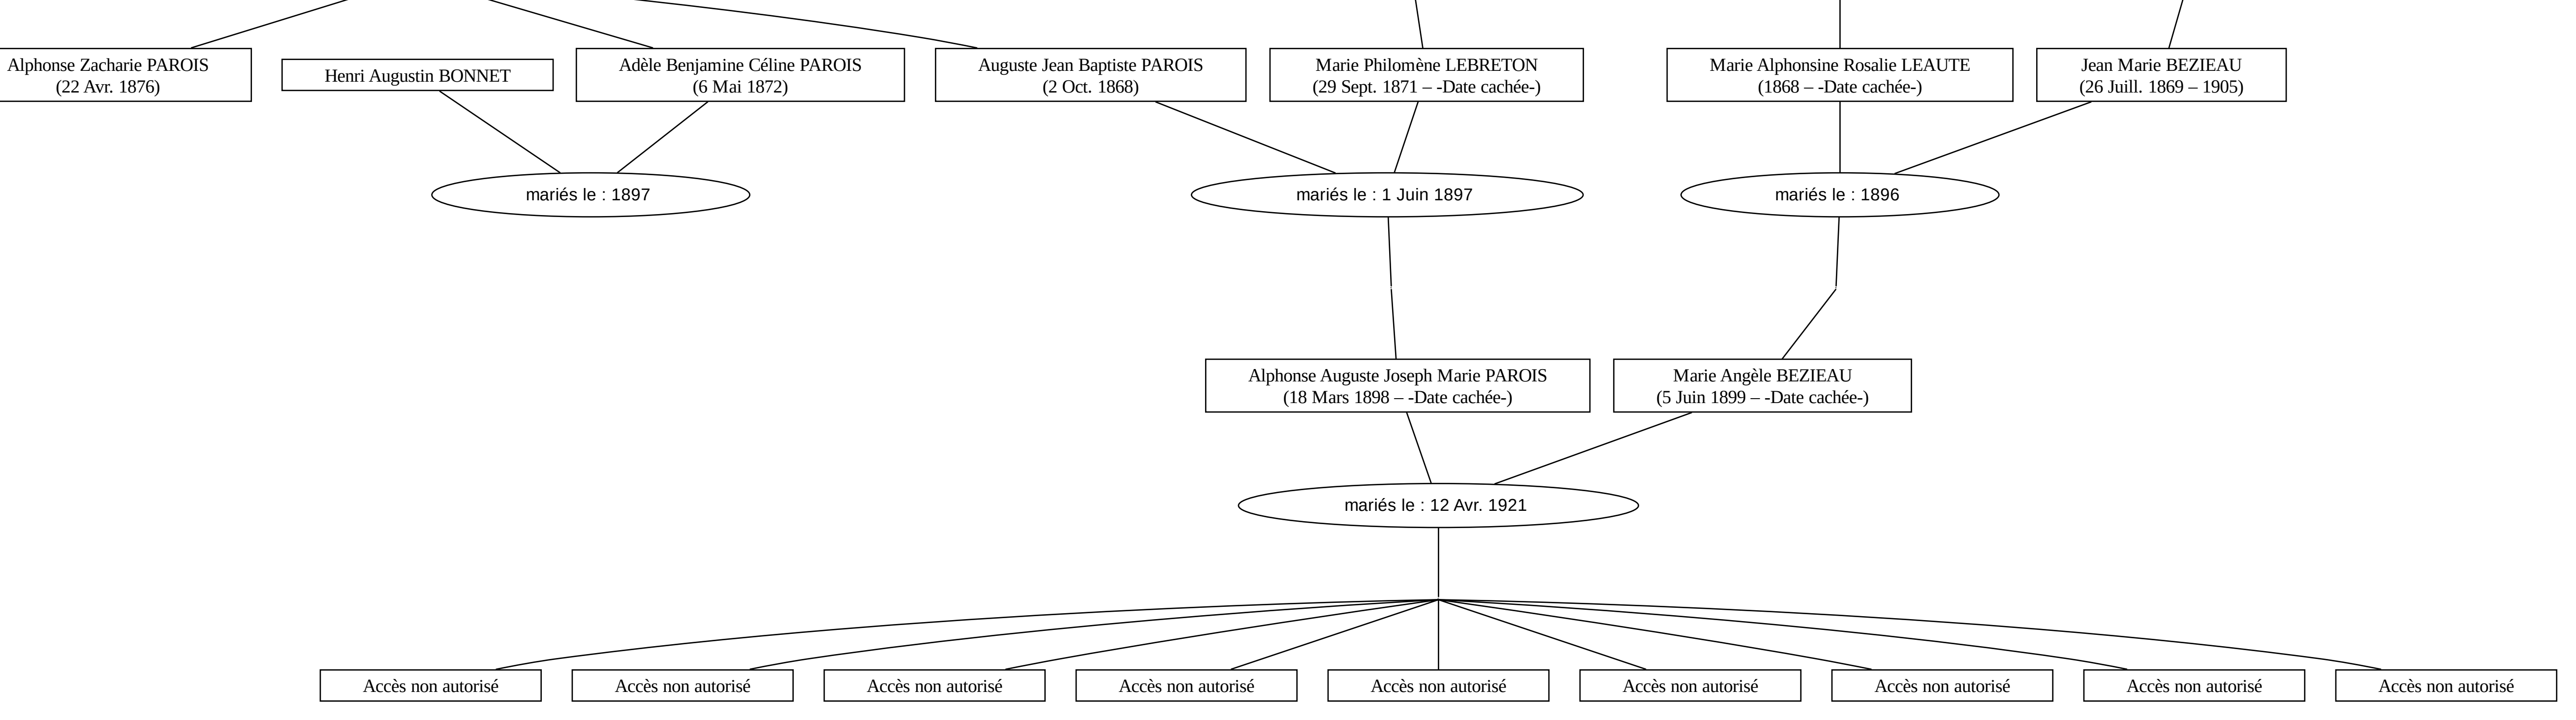 Alphonse Zacharie PAROIS
(22 Avr. 1876)
Henri Augustin BONNET
Adèle Benjamine Céline PAROIS
(6 Mai 1872)
Auguste Jean Baptiste PAROIS
(2 Oct. 1868)
Marie Philomène LEBRETON
(29 Sept. 1871 – -Date cachée-)
Marie Alphonsine Rosalie LEAUTE
(1868 – -Date cachée-)
Jean Marie BEZIEAU
(26 Juill. 1869 – 1905)
mariés le : 1897
mariés le : 1 Juin 1897
mariés le : 1896
Alphonse Auguste Joseph Marie PAROIS
(18 Mars 1898 – -Date cachée-)
Marie Angèle BEZIEAU
(5 Juin 1899 – -Date cachée-)
mariés le : 12 Avr. 1921
Accès non autorisé
Accès non autorisé
Accès non autorisé
Accès non autorisé
Accès non autorisé
Accès non autorisé
Accès non autorisé
Accès non autorisé
Accès non autorisé